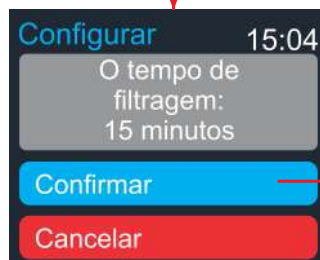 Configurar 15:04
O tempo de
filtragem:
15 minutos
Confirmar
Cancelar